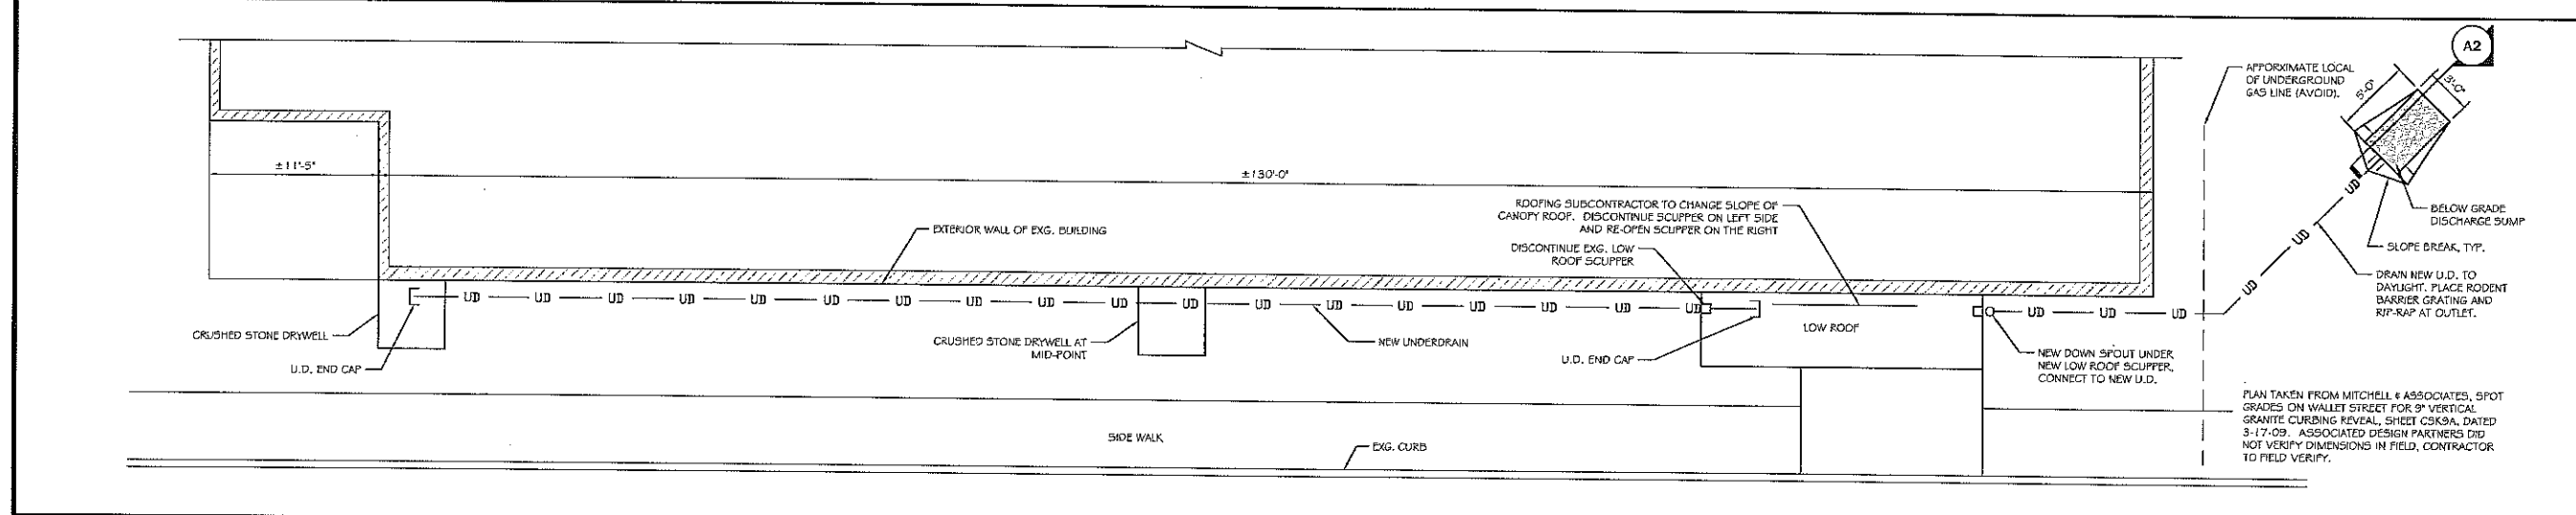 A2
APPORXIMATE LOCAL
OF UNDERGROUND
GAS LINE (AVOID).
5'-0"
3'-0"
±11'-5"
±130'-0"
ROOFING SUBCONTRACTOR TO CHANGE SLOPE OF
CANOPY ROOF. DISCONTINUE SCUPPER ON LEFT SIDE
AND RE-OPEN SCUPPER ON THE RIGHT
EXTERIOR WALL OF EXG. BUILDING
DISCONTINUE EXG. LOW
ROOF SCUPPER
BELOW GRADE
DISCHARGE SUMP
SLOPE BREAK, TYP.
DRAIN NEW U.D. TO
DAYLIGHT. PLACE RODENT
BARRIER GRATING AND
RIP-RAP AT OUTLET.
UD UD UD UD UD UD UD UD UD UD UD UD UD UD UD UD UD UD UD UD UD
UD
UD
UD
CRUSHED STONE DRYWELL
U.D. END CAP
CRUSHED STONE DRYWELL AT
MID-POINT
NEW UNDERDRAIN
U.D. END CAP
LOW ROOF
NEW DOWN SPOUT UNDER
NEW LOW ROOF SCUPPER,
CONNECT TO NEW U.D.
PLAN TAKEN FROM MITCHELL & ASSOCIATES, SPOT
GRADES ON WALLET STREET FOR 9" VERTICAL
GRANITE CURBING REVEAL, SHEET CSK9A, DATED
3-17-09. ASSOCIATED DESIGN PARTNERS DID
NOT VERIFY DIMENSIONS IN FIELD, CONTRACTOR
TO FIELD VERIFY.
SIDE WALK
EXG. CURB